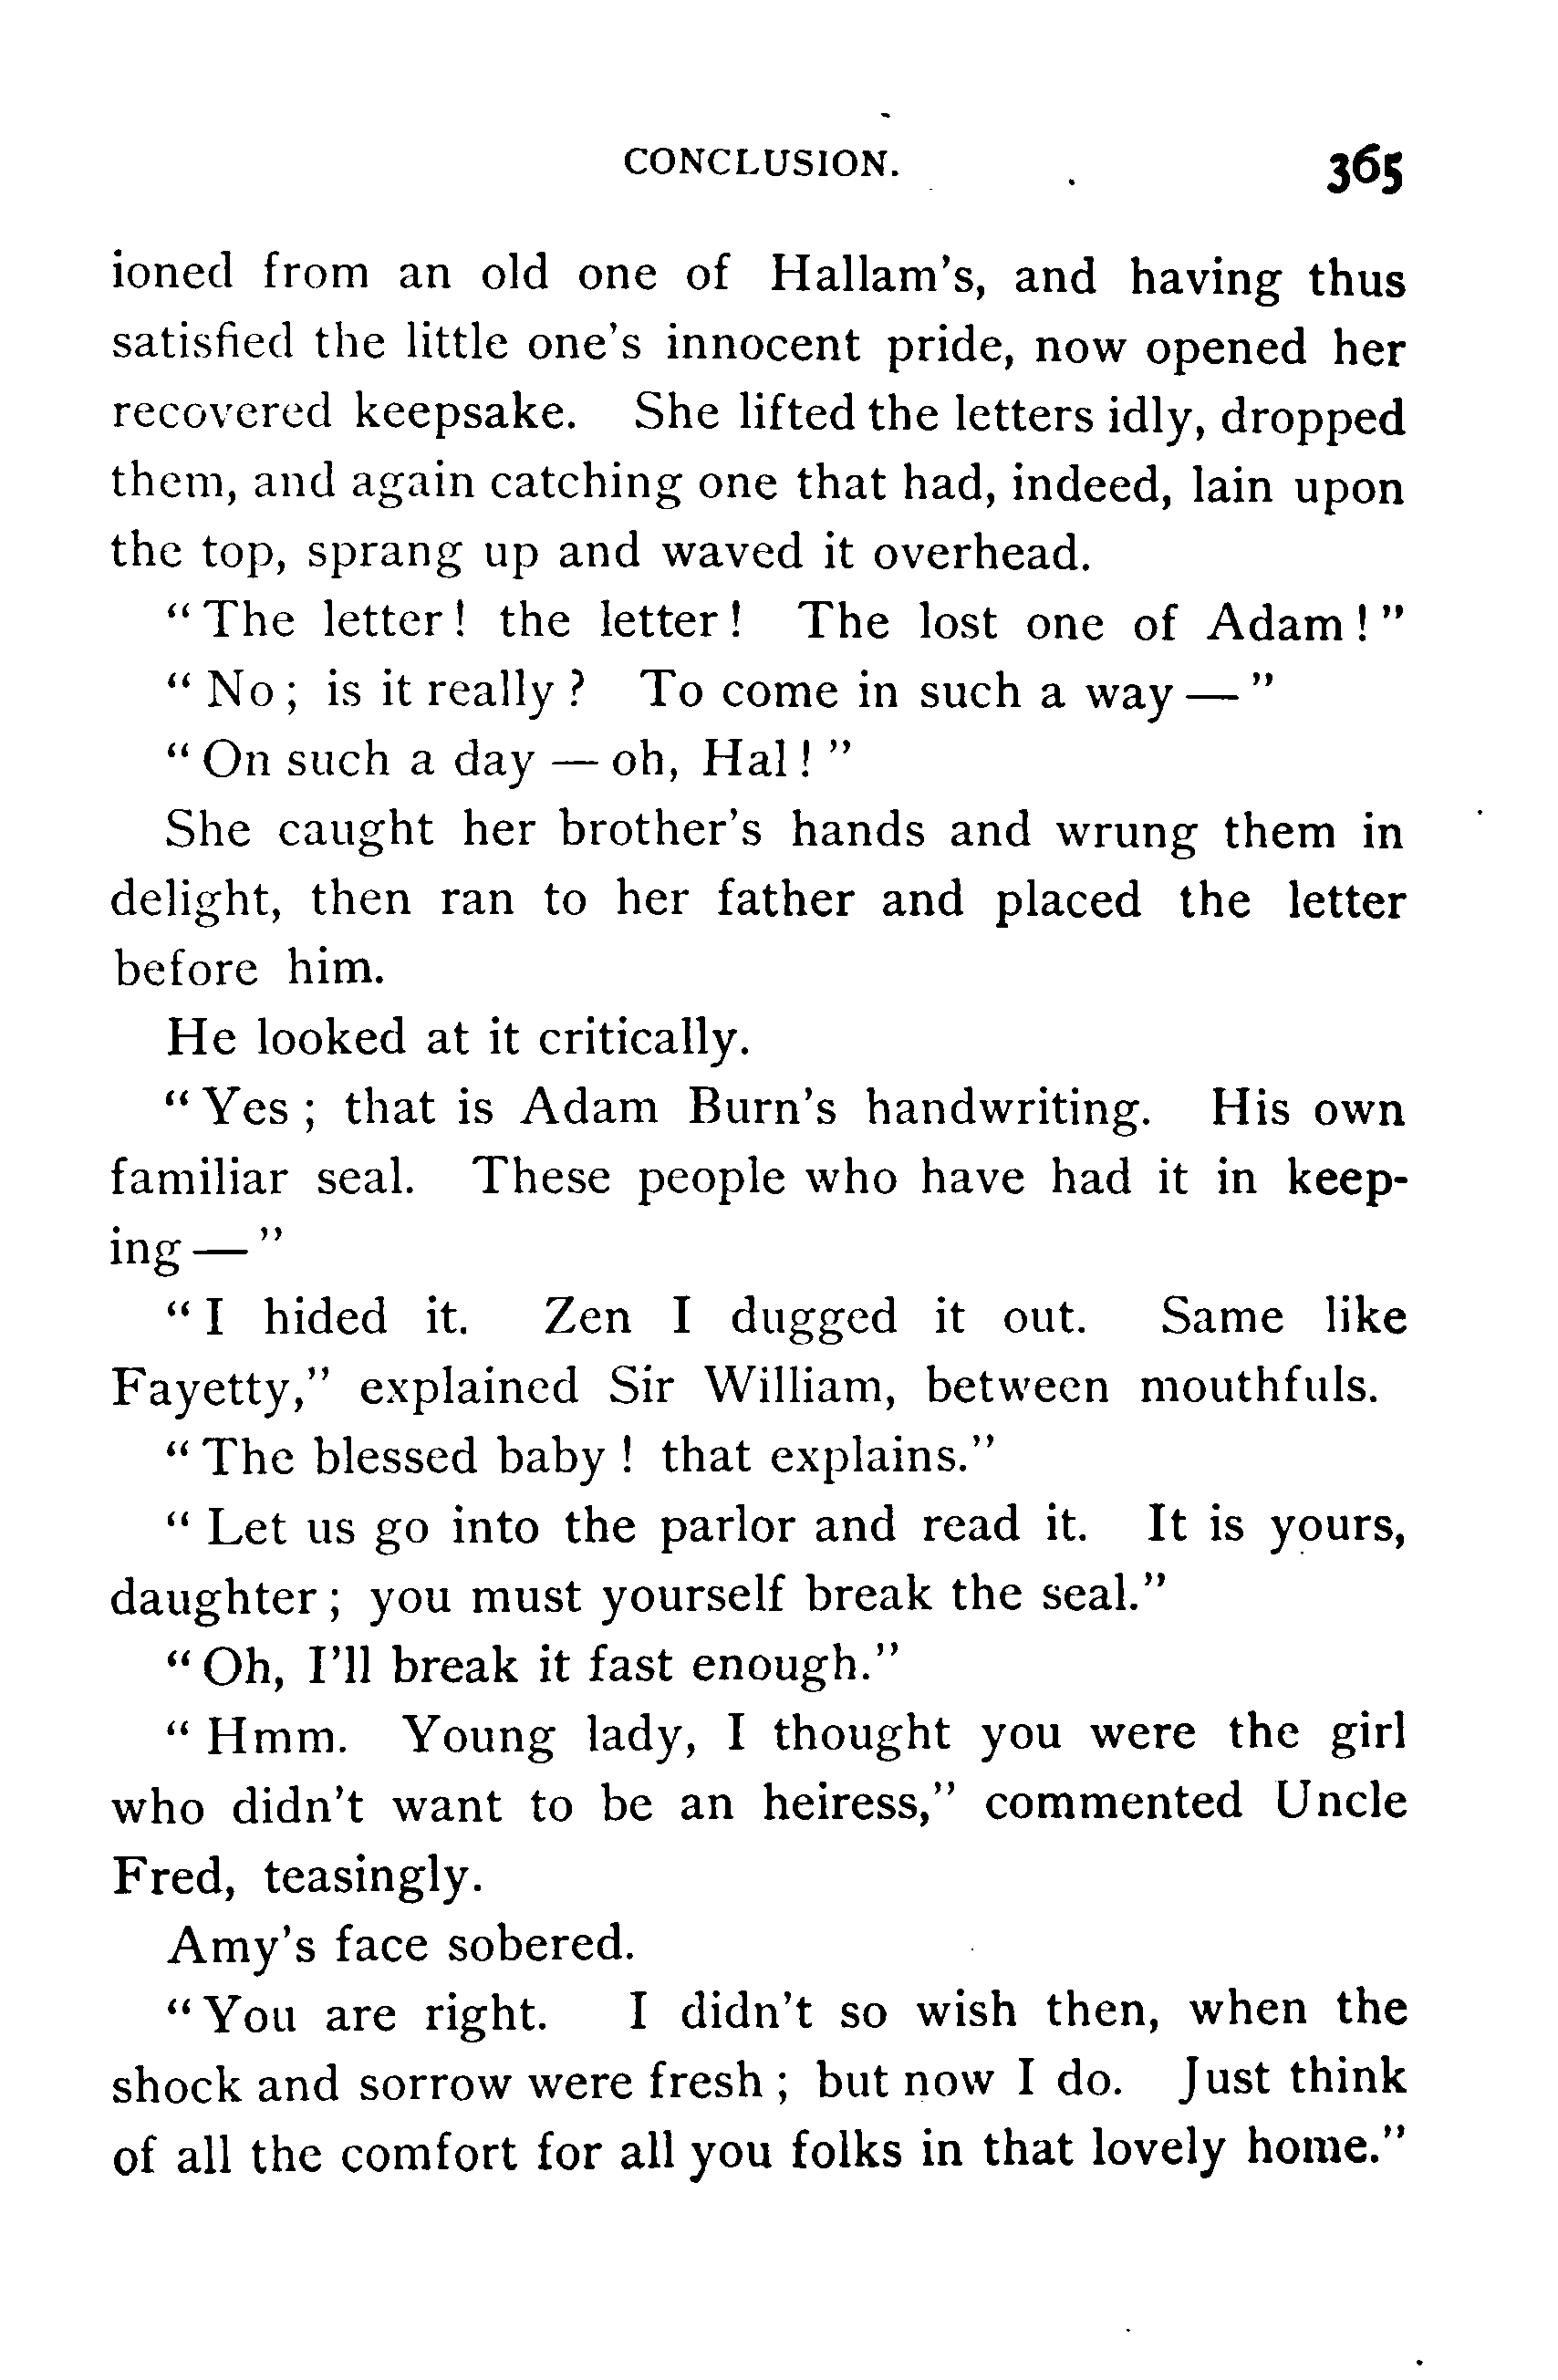 CONCLUSION. 365
ioned from an old one of Hallam's, and having thus
satisfied the little one's innocent pride, now opened her
recovered keepsake. She lifted the letters idly, dropped
them, and again catching one that had, indeed, lain upon
the top, sprang up and waved it overhead.
"The letter! the letter! The lost one of Adam!"
"No; is it really? To come in such a way—"
"On such a day — oh, Hal!"
She caught her brother's hands and wrung them in
delight, then ran to her father and placed the letter
before him.
He looked at it critically.
"Yes; that is Adam Burn's handwriting. His own
familiar seal. These people who have had it in keep-
ing—"
"I hided it. Zen I dugged it out. Same like
Fayetty," explained Sir William, between mouthfuls.
"The blessed baby! that explains."
"Let us go into the parlor and read it. It is yours,
daughter; you must yourself break the seal."
"Oh, I'll break it fast enough."
"Hmm. Young lady, I thought you were the girl
who didn't want to be an heiress," commented Uncle
Fred, teasingly.
Amy's face sobered.
"You are right. I didn't so wish then, when the
shock and sorrow were fresh; but now I do. Just think
of all the comfort for all you folks in that lovely home."